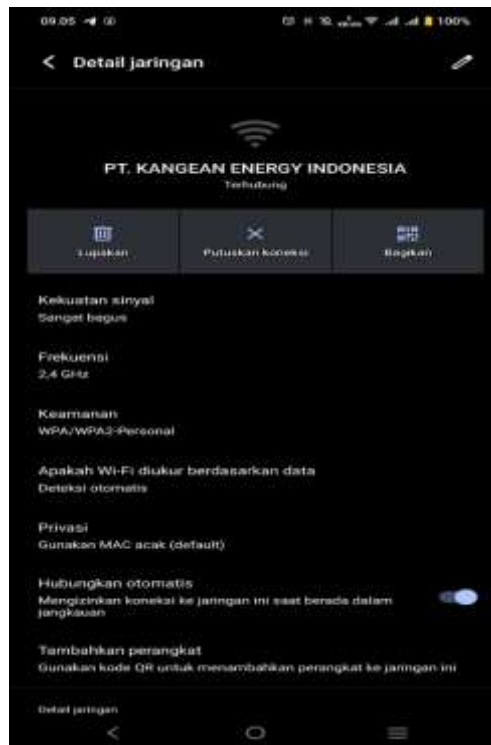 09.05
100%
Detail jaringan
PT. KANGEAN ENERGY INDONESIA
Terhubung
Lupakan
Putuskan koneksi
Bagikan
Kekuatan sinyal
Sangat bagus
Frekuensi
2,4 GHz
Keamanan
WPA/WPA2-Personal
Apakah Wi-Fi diukur berdasarkan data
Deteksi otomatis
Privasi
Gunakan MAC acak (default)
Hubungkan otomatis
Mengizinkan koneksi ke jaringan ini saat berada dalam
jangkauan
Tambahkan perangkat
Gunakan kode QR untuk menambahkan perangkat ke jaringan ini
Detail jaringan